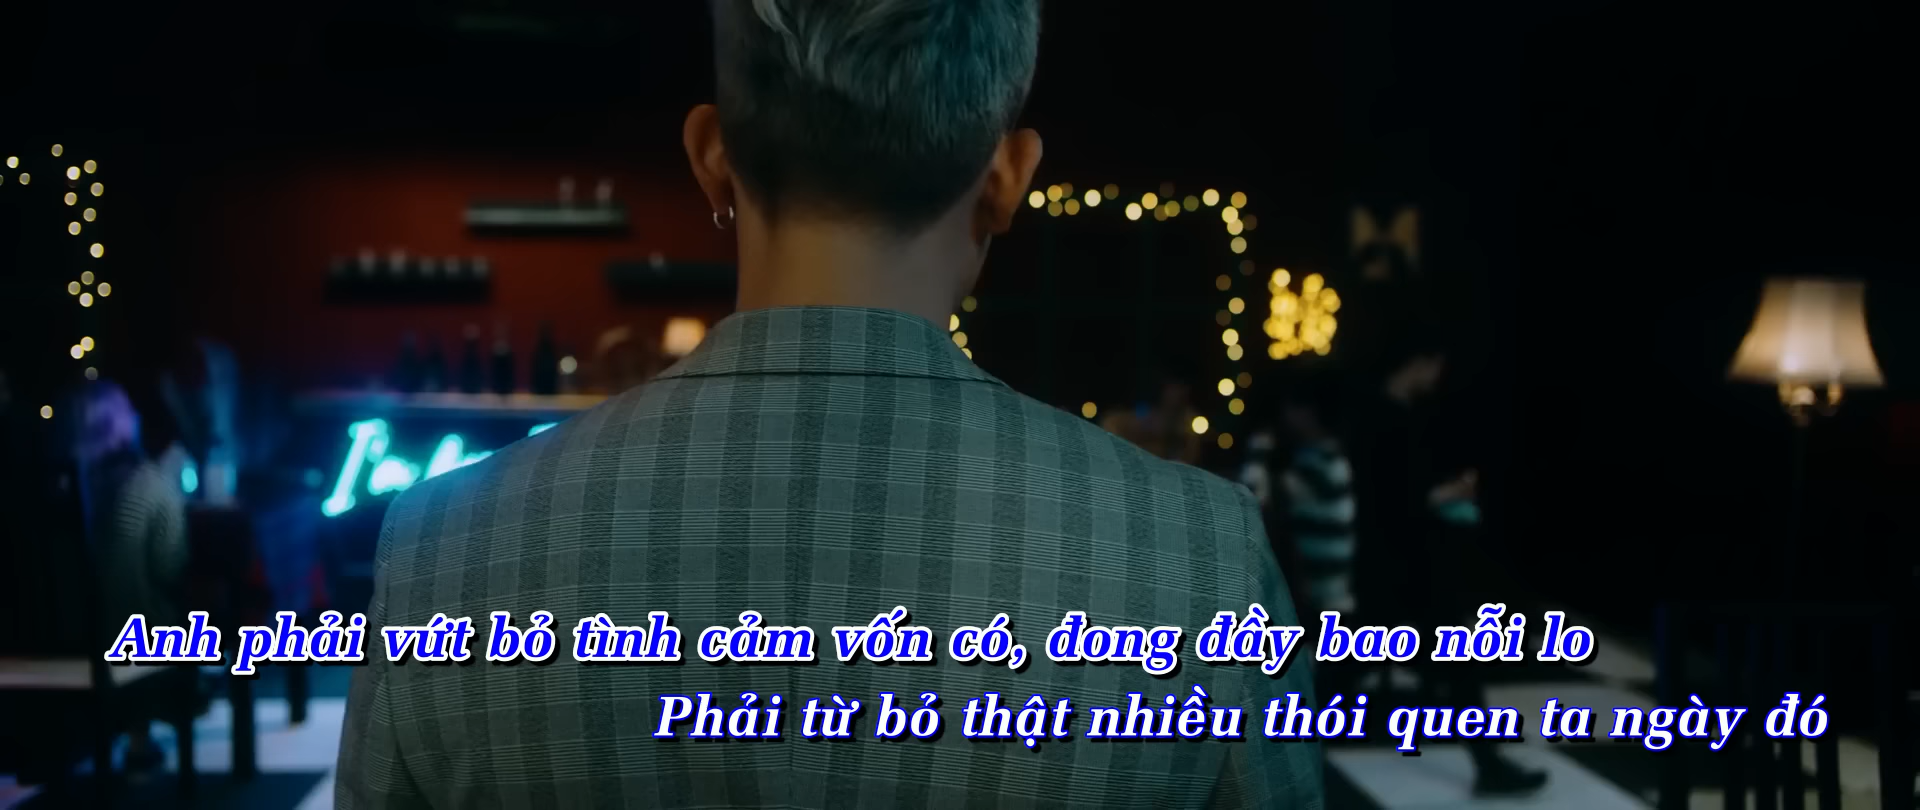 I'm
Anh phải vứt bỏ tình cảm vốn có, đong đầy bao nỗi lo
Phải từ bỏ thật nhiều thói quen ta ngày đó